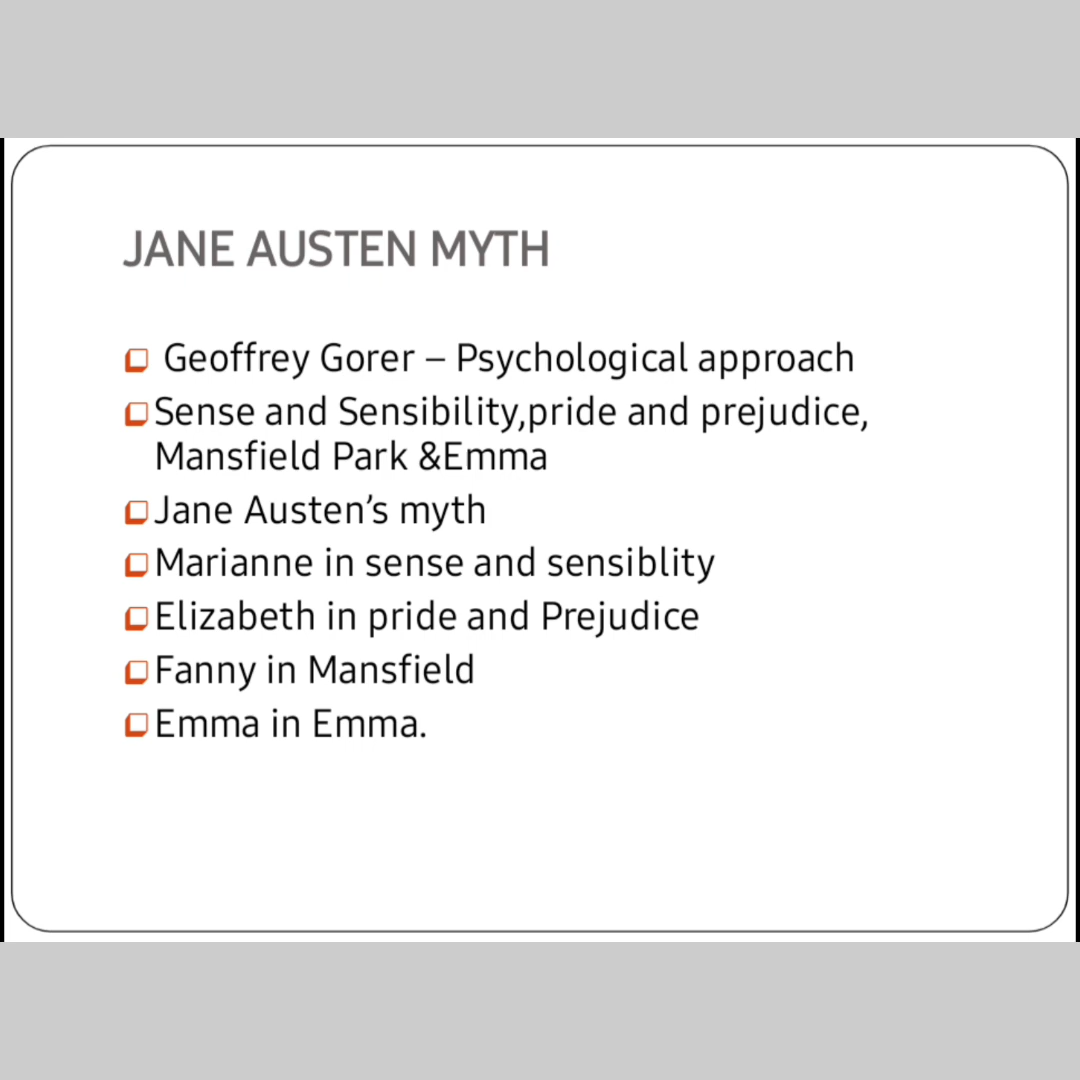 JANE AUSTEN MYTH
Geoffrey Gorer – Psychological approach
Sense and Sensibility,pride and prejudice,
Mansfield Park &Emma
Jane Austen’s myth
Marianne in sense and sensiblity
Elizabeth in pride and Prejudice
Fanny in Mansfield
Emma in Emma.